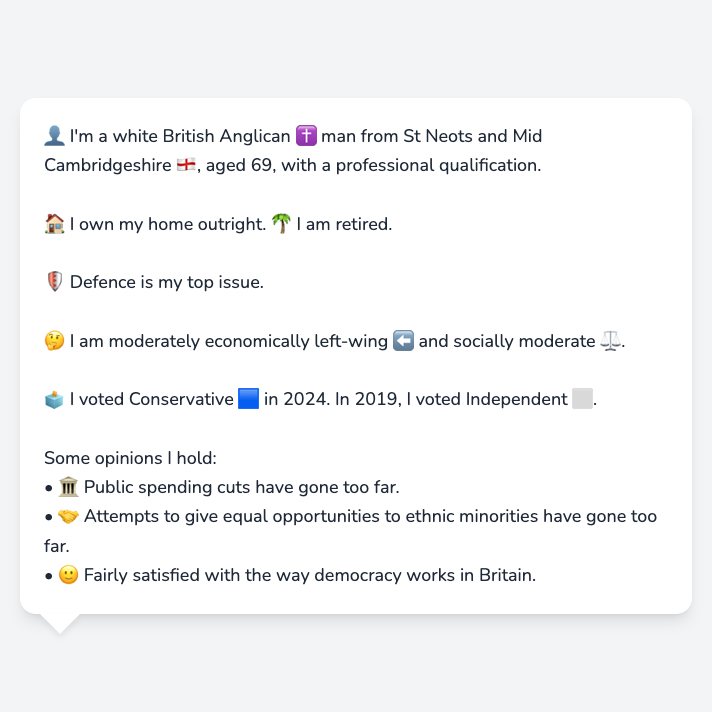 👤 I'm a white British Anglican ✝️ man from St Neots and Mid
Cambridgeshire 🏴󠁧󠁢󠁥󠁮󠁧󠁿, aged 69, with a professional qualification.
🏠 I own my home outright. 🌴 I am retired.
🛡️ Defence is my top issue.
🤔 I am moderately economically left-wing ⬅️ and socially moderate ⚖️.
🗳️ I voted Conservative 🟦 in 2024. In 2019, I voted Independent ⬜.
Some opinions I hold:
• 🏛️ Public spending cuts have gone too far.
• 🤝 Attempts to give equal opportunities to ethnic minorities have gone too
far.
• 🙂 Fairly satisfied with the way democracy works in Britain.